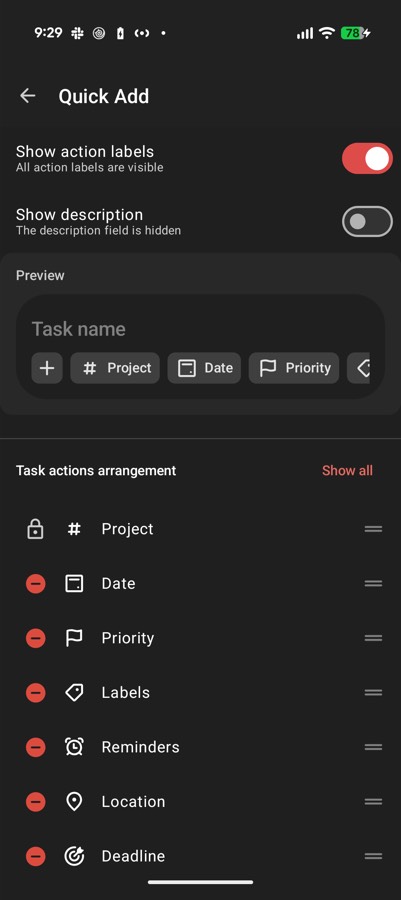 9:29
78
Quick Add
Show action labels
All action labels are visible
Show description
The description field is hidden
Preview
Task name
Project Date Priority
Task actions arrangement Show all
Project
Date
Priority
Labels
Reminders
Location
Deadline